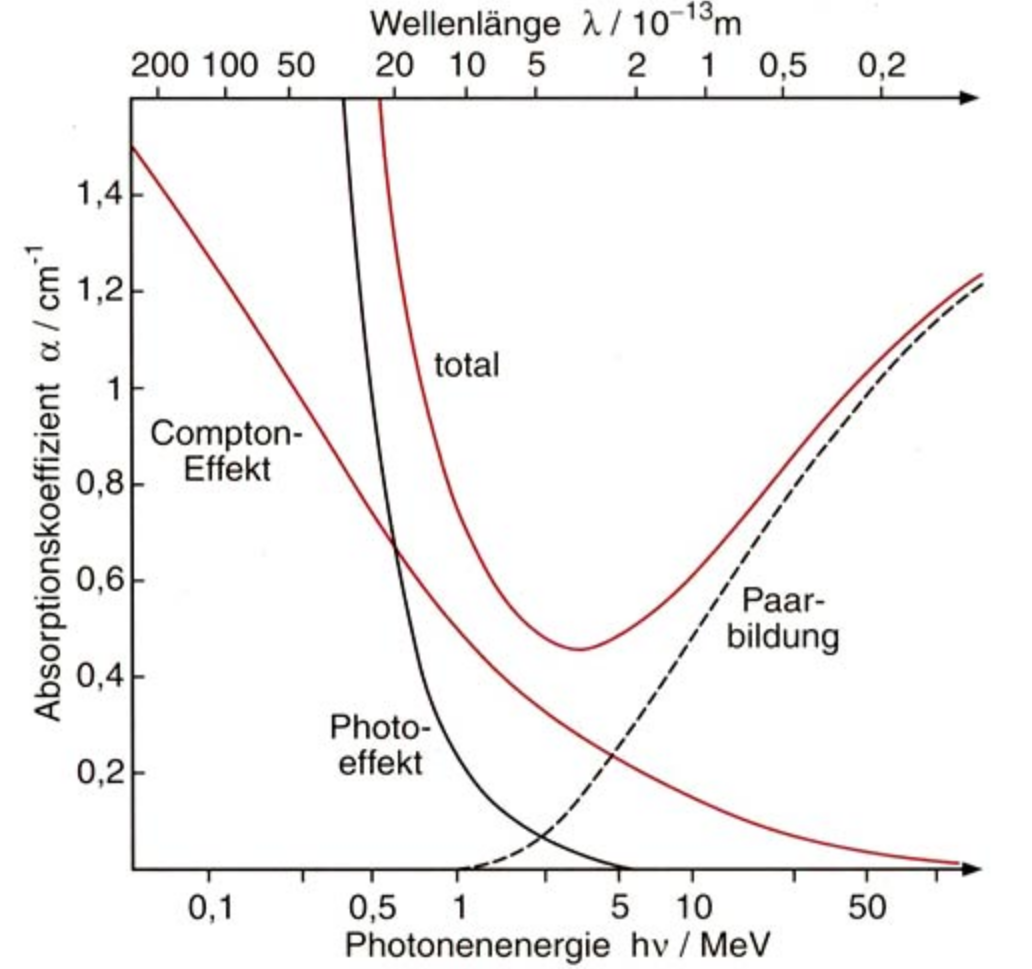 Wellenlänge λ / 10⁻¹³m
200 100 50 20 10 5 2 1 0,5 0,2
Absorptionskoeffizient α / cm⁻¹
1,4
1,2
1
0,8
0,6
0,4
0,2
total
Compton-
Effekt
Paar-
bildung
Photo-
effekt
0,1 0,5 1 5 10 50
Photonenenergie hν / MeV